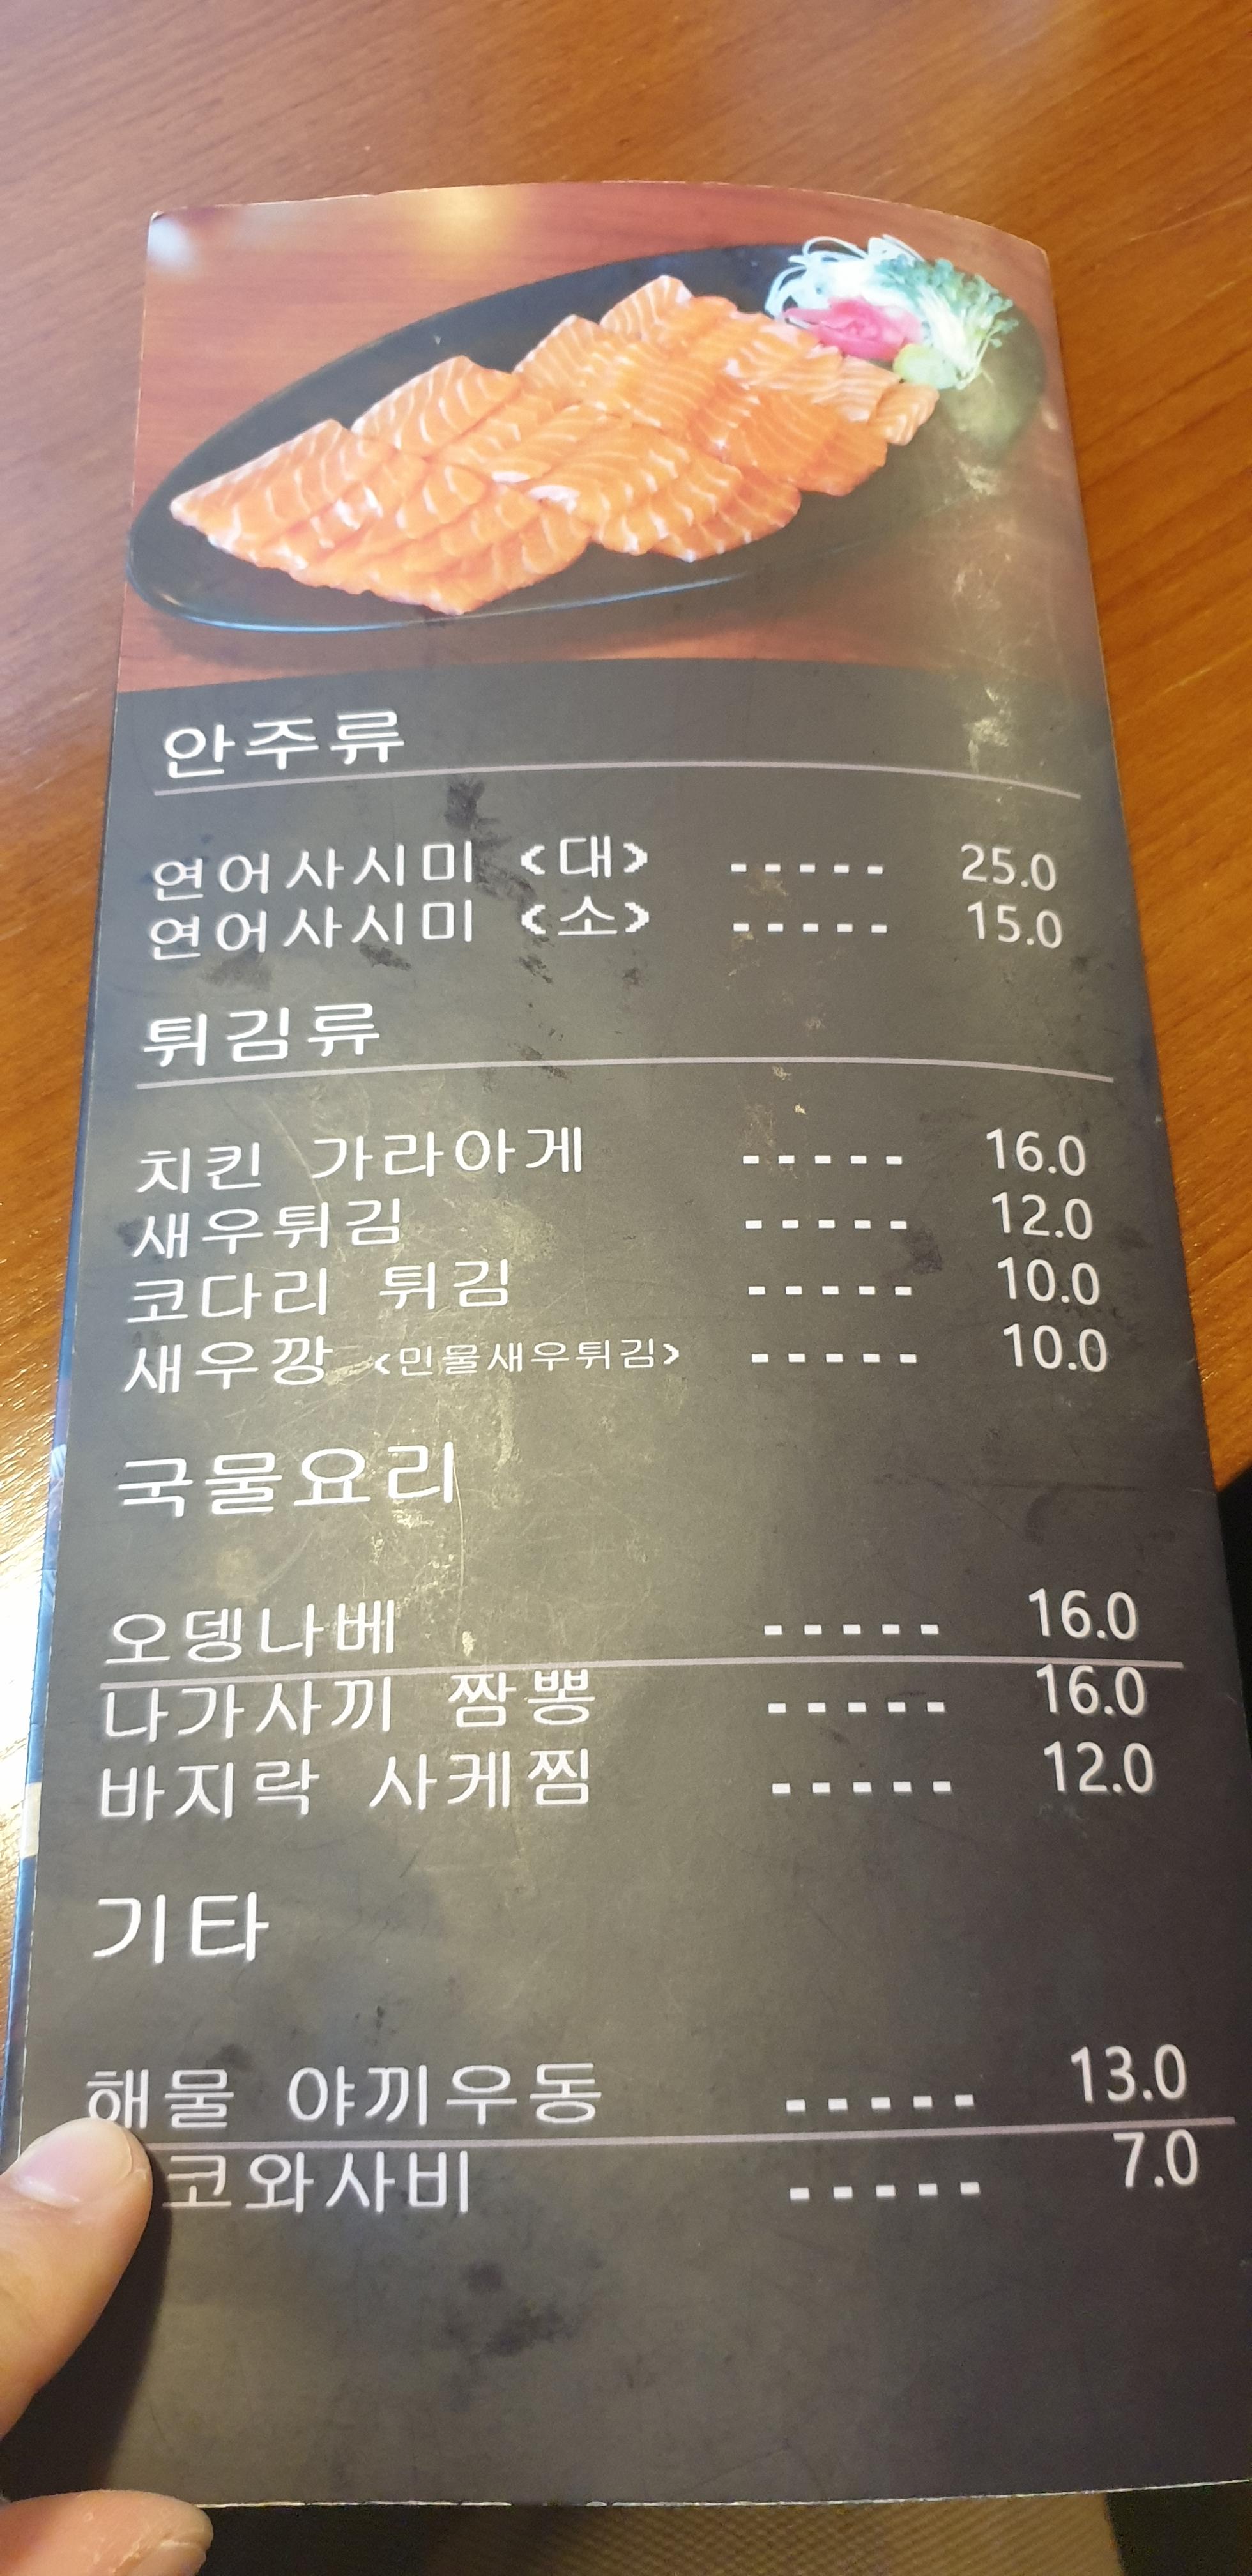 안주류
연어사시미 <대> ----- 25.0
연어사시미 <소> ----- 15.0
튀김류
치킨 가라아게 ----- 16.0
새우튀김 ----- 12.0
코다리 튀김 ----- 10.0
새우깡 <민물새우튀김> ----- 10.0
국물요리
오뎅나베 ----- 16.0
나가사끼 짬뽕 ----- 16.0
바지락 사케찜 ----- 12.0
기타
해물 야끼우동 ----- 13.0
코와사비 ----- 7.0